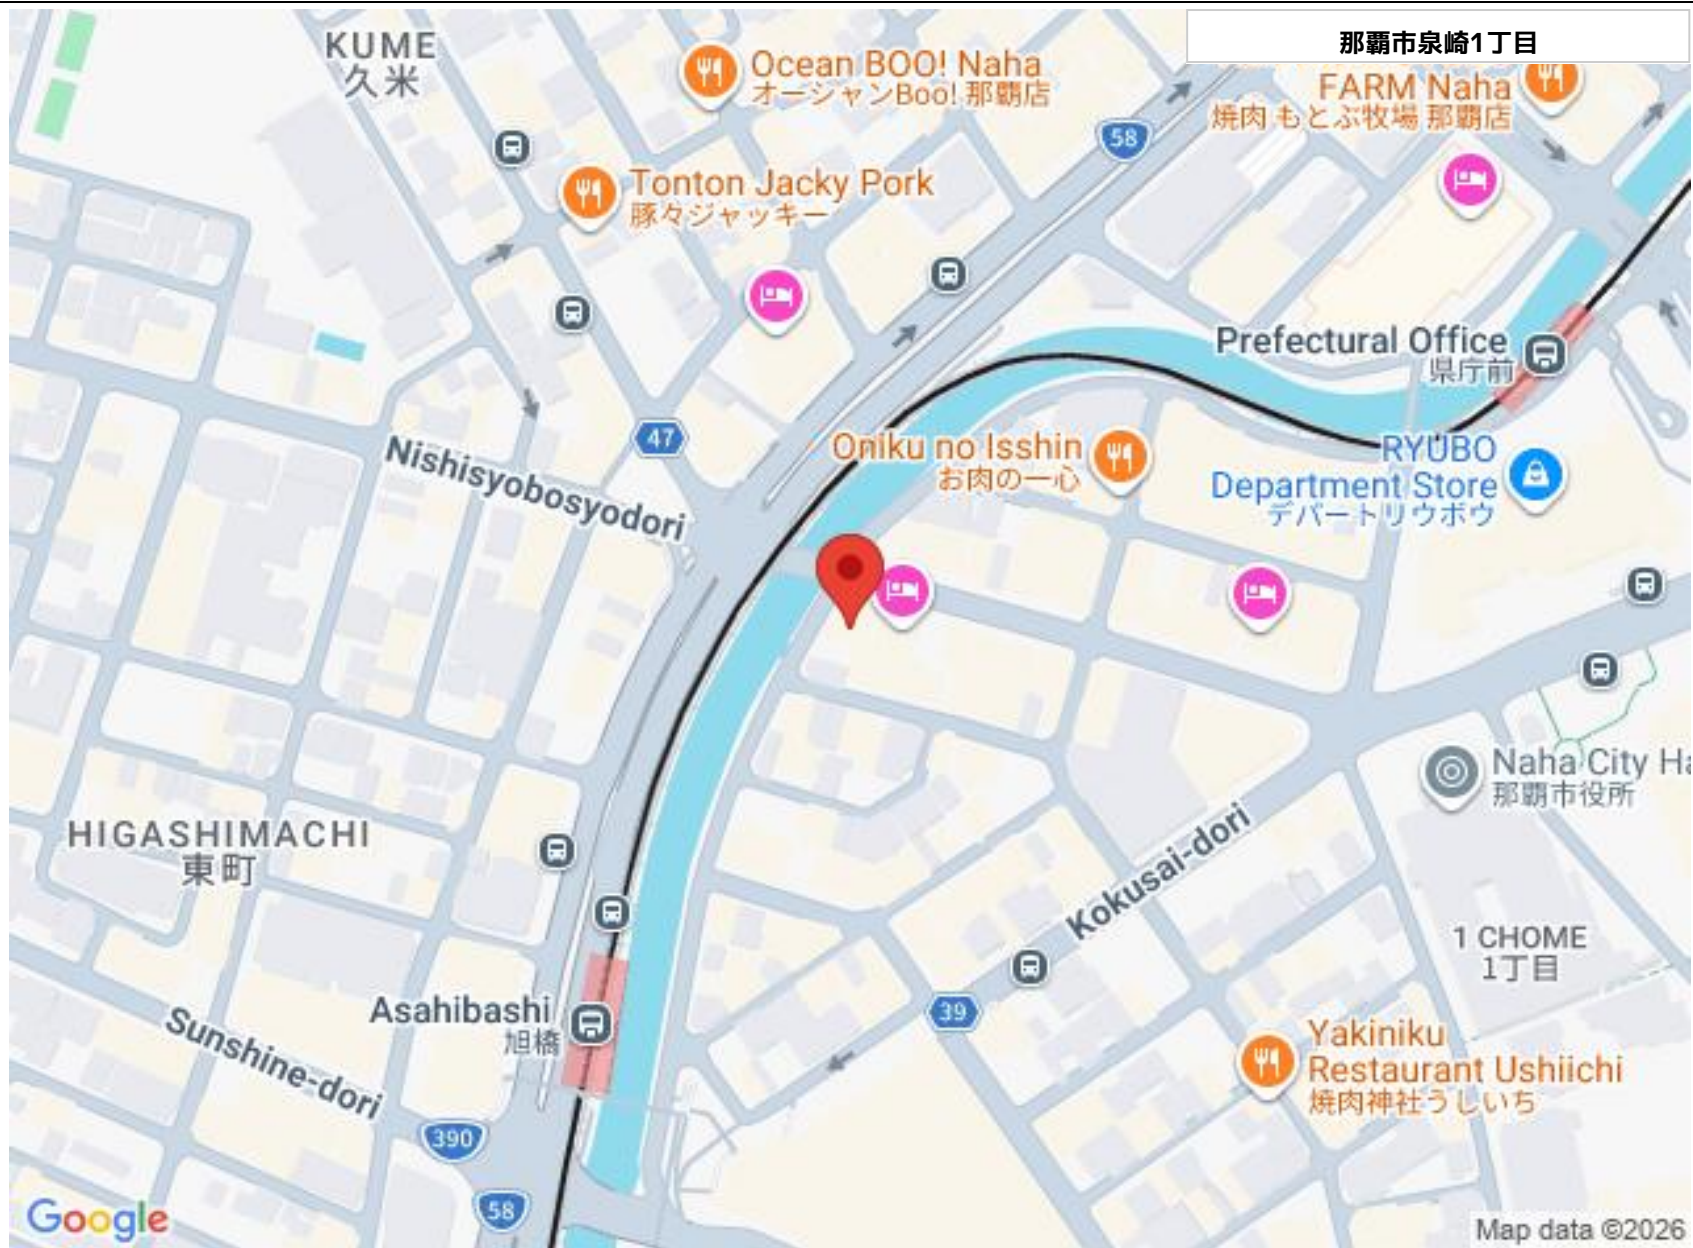 那覇市泉崎1丁目
KUME
久米
Ocean BOO! Naha
オーシャンBoo! 那覇店
FARM Naha
焼肉 もとぶ牧場 那覇店
58
Tonton Jacky Pork
豚々ジャッキー
Prefectural Office
県庁前
47
Nishisyobosyodori
Oniku no Isshin
お肉の一心
RYUBO
Department Store
デパートリウボウ
Naha City Ha
那覇市役所
HIGASHIMACHI
東町
Kokusai-dori
1 CHOME
1丁目
Asahibashi
旭橋
39
Sunshine-dori
Yakiniku
Restaurant Ushiichi
焼肉神社うしいち
390
58
Google
Map data ©2026